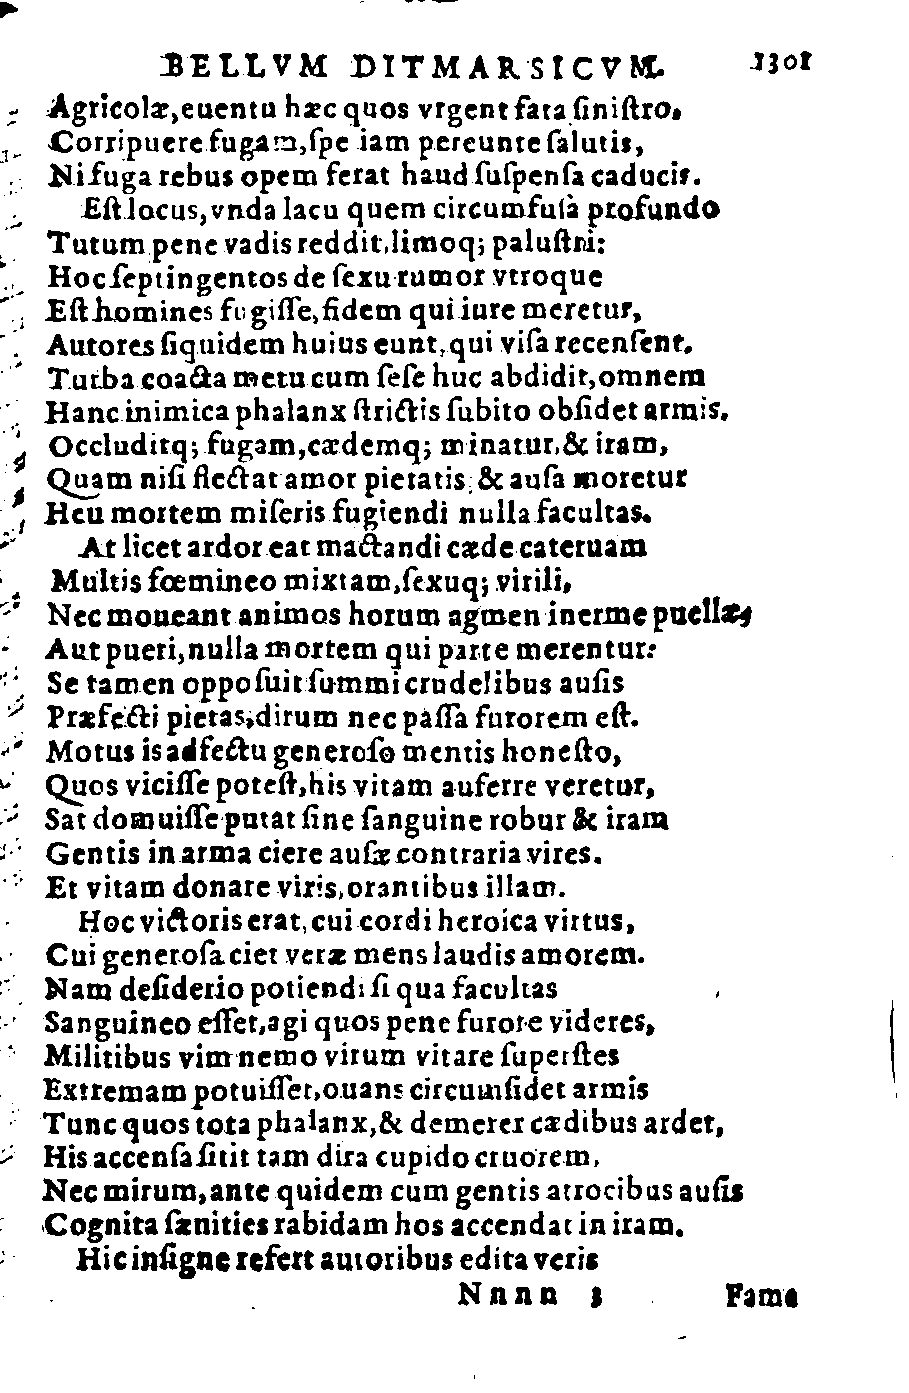 BELLVM DITMARSICVM. 1301
Agricolæ,euentu hæc quos vrgent fata ſiniſtro.
Corripuere fugam,ſpe iam pereunte ſalutis,
Ni fuga rebus opem ferat haud ſuſpenſa caducis.
Eſt locus,vnda lacu quem circumfuſà profundo
Tutum pene vadis reddit,limoq; paluſtri:
Hoc ſeptingentos de ſexu rumor vtroque
Eſt homines fugiſſe,fidem qui iure meretur,
Autores ſiquidem huius eunt,qui viſa recenſent.
Turba coacta metu cum ſeſe huc abdidit,omnem
Hanc inimica phalanx ſtrictis ſubito obſidet armis.
Occluditq; fugam,cædemq; minatur,& iram,
Quam niſi flectat amor pietatis,& auſa moretur
Heu mortem miſeris fugiendi nulla facultas.
At licet ardor eat mactandi cæde cateruam
Multis fœmineo mixtam,ſexuq; virili,
Nec moueant animos horum agmen inerme puellæ,
Aut pueri,nulla mortem qui parte merentur:
Se tamen oppoſuit ſummi crudelibus auſis
Præfecti pietas,dirum nec paſſa furorem eſt.
Motus is adfectu generoſo mentis honeſto,
Quos viciſſe poteſt,his vitam auferre veretur,
Sat domuiſſe putat ſine ſanguine robur & iram
Gentis in arma ciere auſæ contraria vires.
Et vitam donare viris,orantibus illam.
Hoc victoris erat,cui cordi heroica virtus,
Cui generoſa ciet veræ mens laudis amorem.
Nam deſiderio potiendi ſi qua facultas
Sanguineo eſſet,agi quos pene furore videres,
Militibus vim nemo virum vitare ſuperſtes
Extremam potuiſſet,ouans circumſidet armis
Tunc quos tota phalanx,& demeter cædibus ardet,
His accenſa ſitit tam dira cupido cruorem,
Nec mirum,ante quidem cum gentis atrocibus auſis
Cognita ſænities rabidam hos accendat in iram.
Hic inſigne refert autoribus edita veris
Nnnn 3 Fama